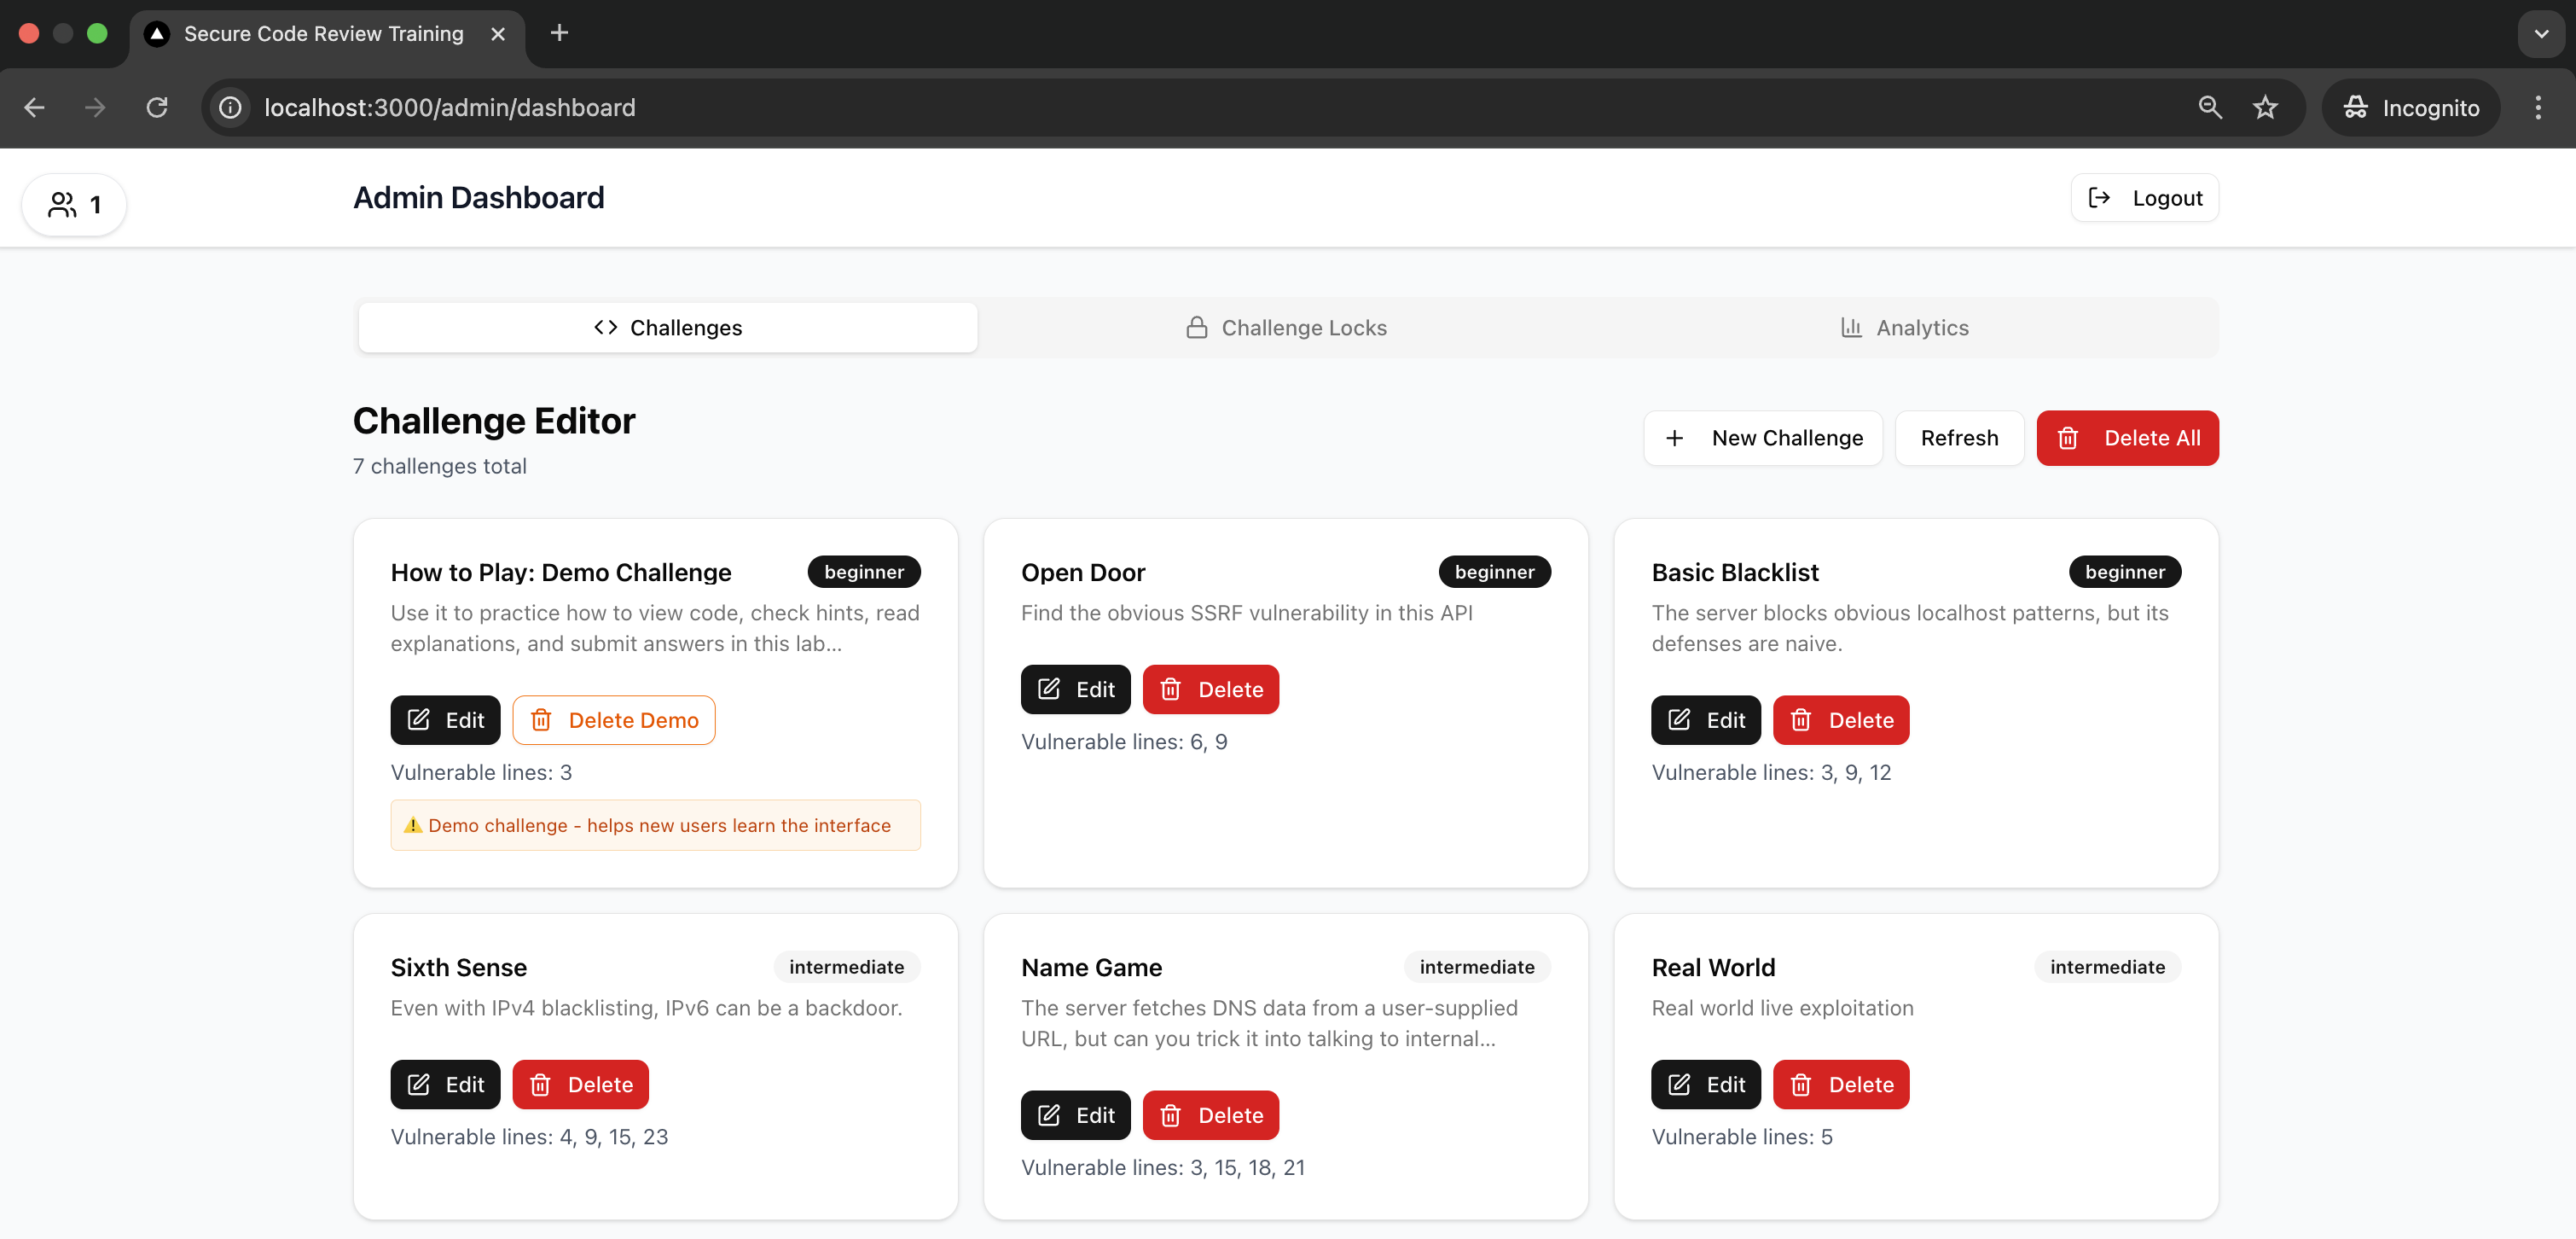 Secure Code Review Training
localhost:3000/admin/dashboard
Incognito
1
Admin Dashboard
Logout
Challenges
Challenge Locks
Analytics
Challenge Editor
7 challenges total
New Challenge
Refresh
Delete All
How to Play: Demo Challenge
beginner
Use it to practice how to view code, check hints, read
explanations, and submit answers in this lab...
Edit
Delete Demo
Vulnerable lines: 3
Demo challenge - helps new users learn the interface
Open Door
beginner
Find the obvious SSRF vulnerability in this API
Edit
Delete
Vulnerable lines: 6, 9
Basic Blacklist
beginner
The server blocks obvious localhost patterns, but its
defenses are naive.
Edit
Delete
Vulnerable lines: 3, 9, 12
Sixth Sense
intermediate
Even with IPv4 blacklisting, IPv6 can be a backdoor.
Edit
Delete
Vulnerable lines: 4, 9, 15, 23
Name Game
intermediate
The server fetches DNS data from a user-supplied
URL, but can you trick it into talking to internal...
Edit
Delete
Vulnerable lines: 3, 15, 18, 21
Real World
intermediate
Real world live exploitation
Edit
Delete
Vulnerable lines: 5